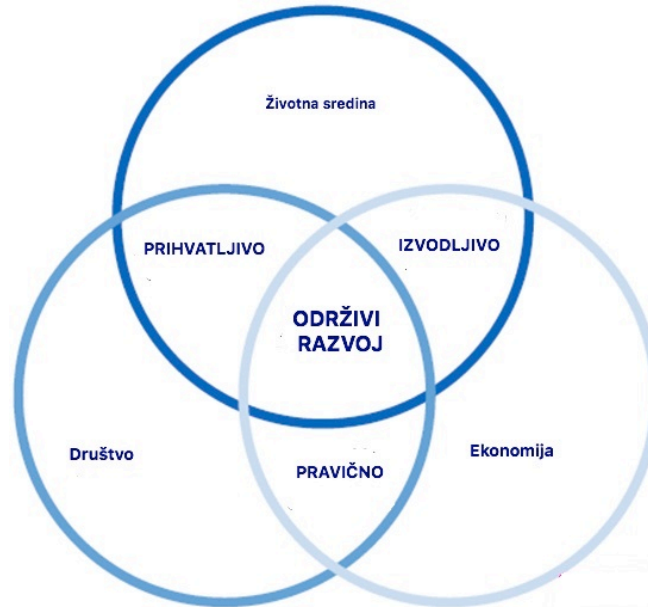 Životna sredina
PRIHVATLJIVO
IZVODLJIVO
ODRŽIVI
RAZVOJ
Društvo
Ekonomija
PRAVIČNO